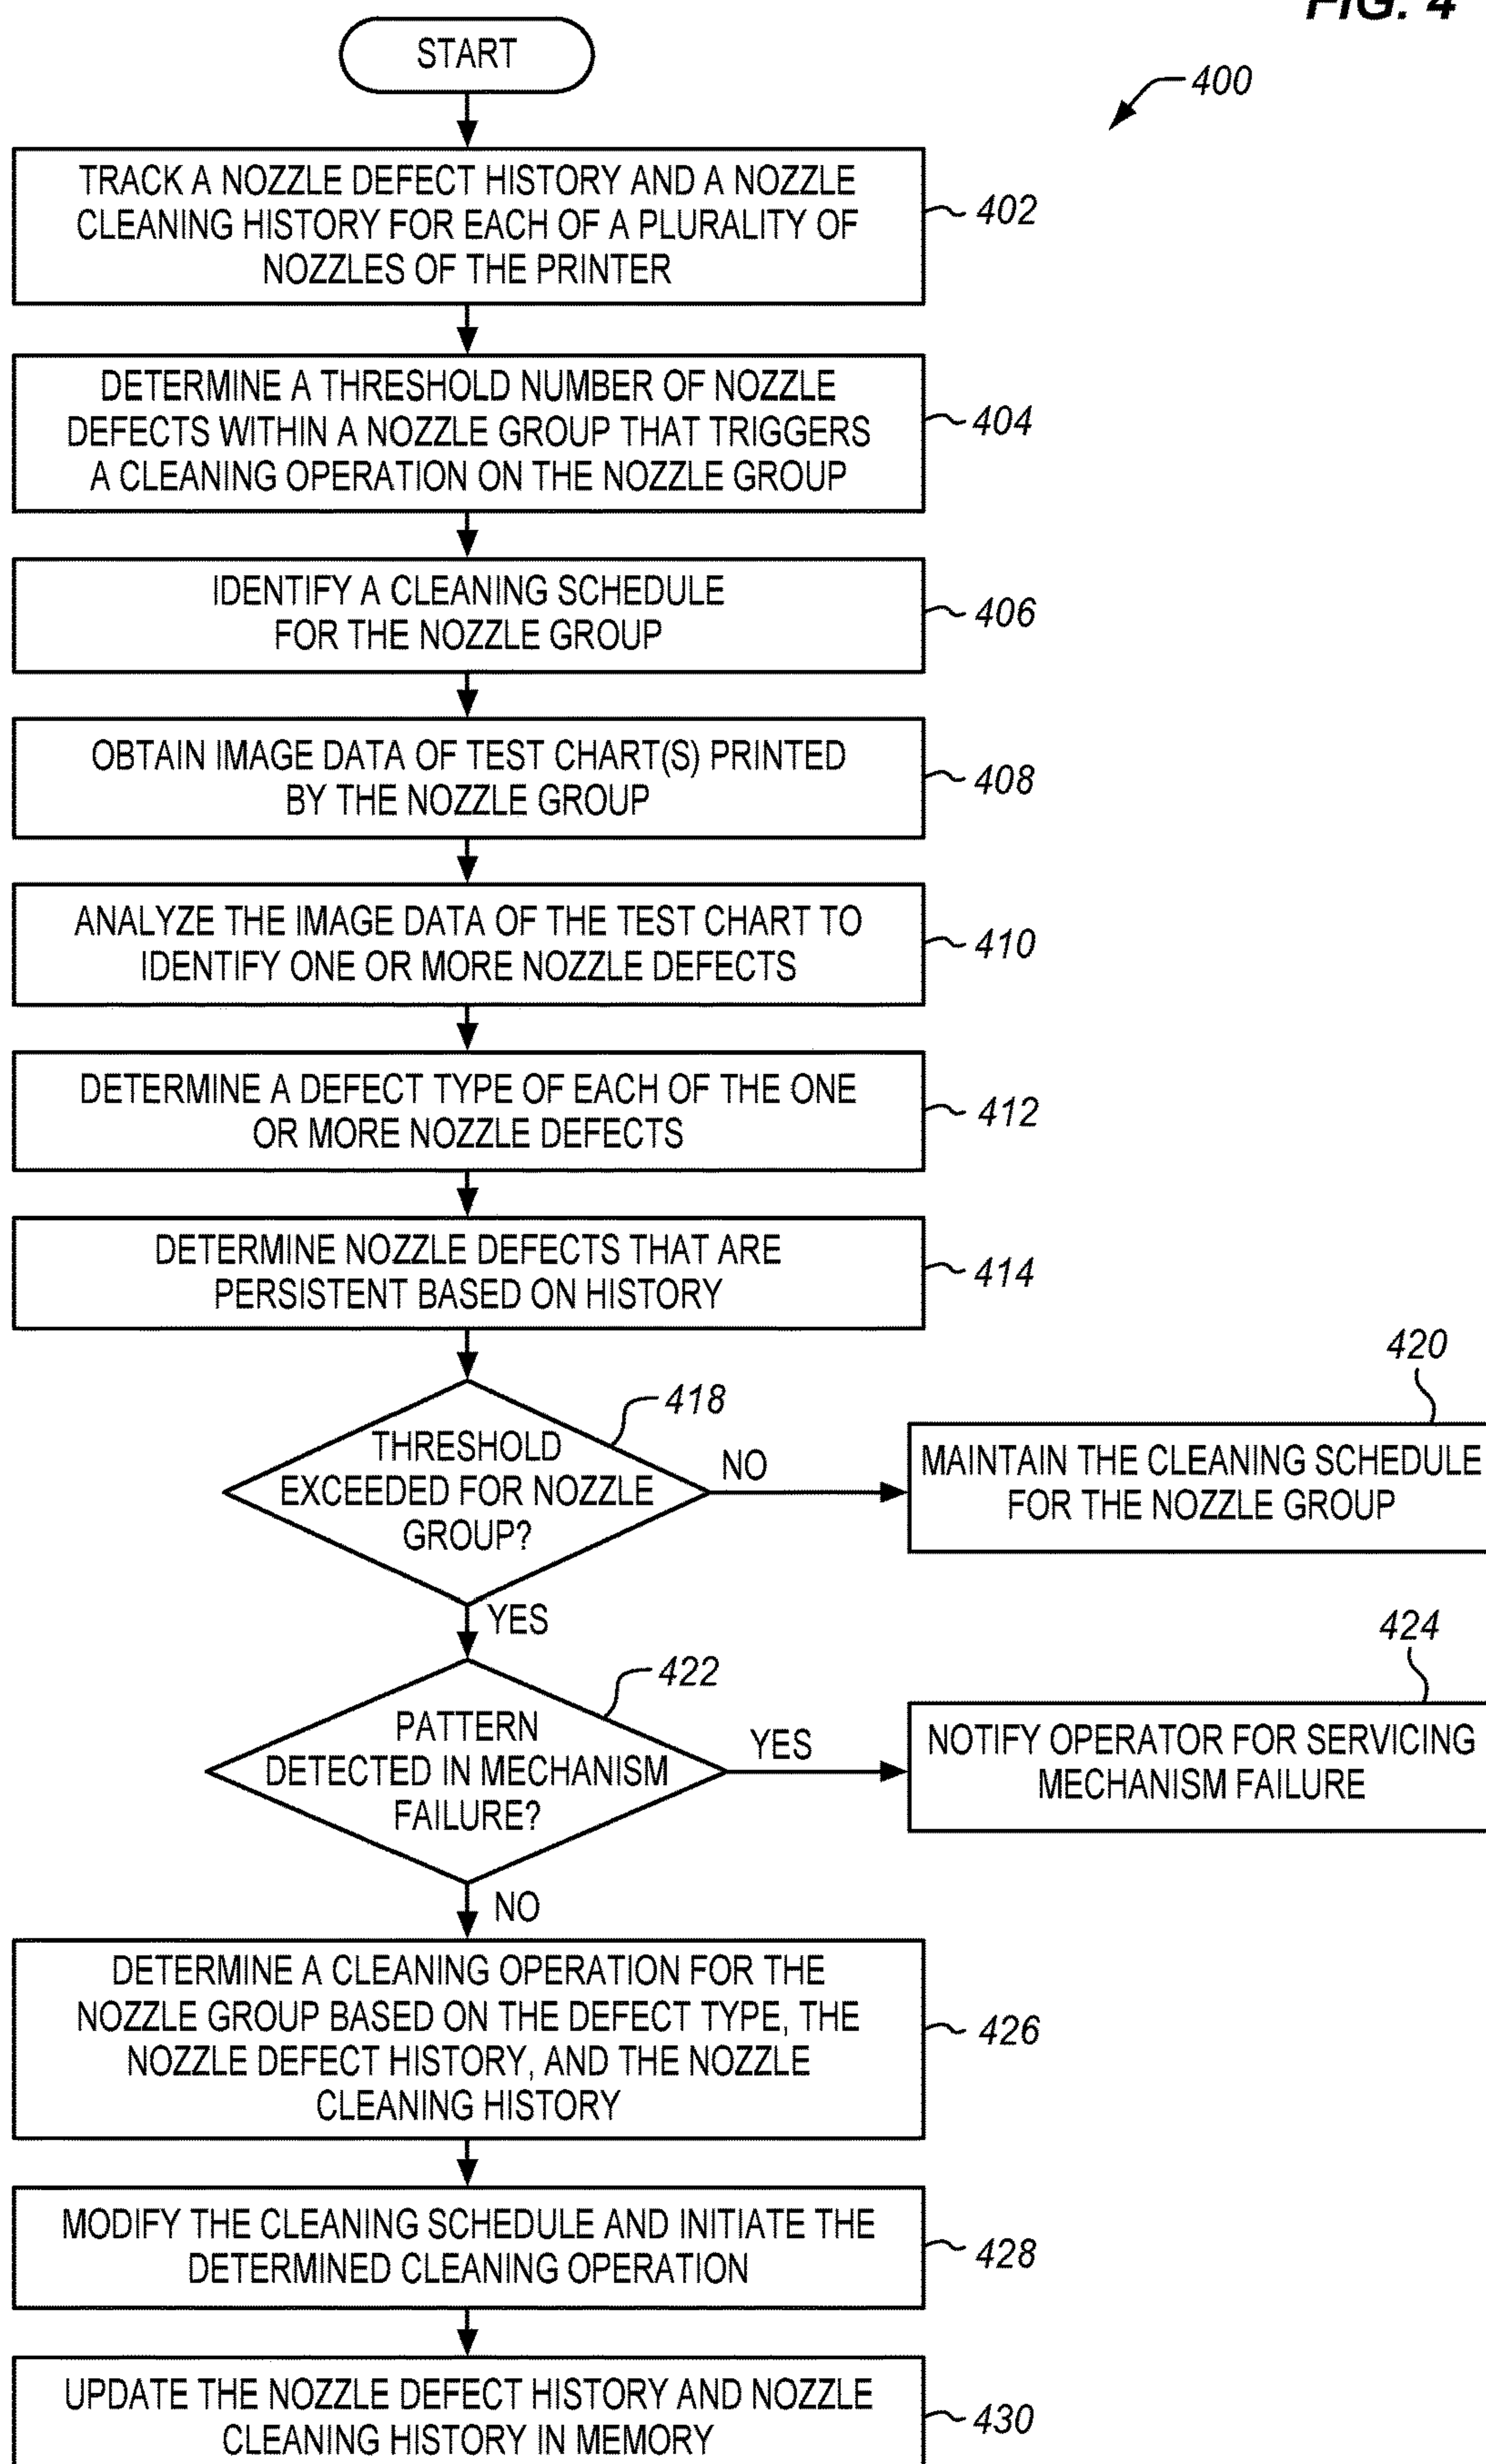 FIG. 4
START
400
TRACK A NOZZLE DEFECT HISTORY AND A NOZZLE
CLEANING HISTORY FOR EACH OF A PLURALITY OF
NOZZLES OF THE PRINTER
402
DETERMINE A THRESHOLD NUMBER OF NOZZLE
DEFECTS WITHIN A NOZZLE GROUP THAT TRIGGERS
A CLEANING OPERATION ON THE NOZZLE GROUP
404
IDENTIFY A CLEANING SCHEDULE
FOR THE NOZZLE GROUP
406
OBTAIN IMAGE DATA OF TEST CHART(S) PRINTED
BY THE NOZZLE GROUP
408
ANALYZE THE IMAGE DATA OF THE TEST CHART TO
IDENTIFY ONE OR MORE NOZZLE DEFECTS
410
DETERMINE A DEFECT TYPE OF EACH OF THE ONE
OR MORE NOZZLE DEFECTS
412
DETERMINE NOZZLE DEFECTS THAT ARE
PERSISTENT BASED ON HISTORY
414
THRESHOLD
EXCEEDED FOR NOZZLE
GROUP?
418
NO
420
MAINTAIN THE CLEANING SCHEDULE
FOR THE NOZZLE GROUP
YES
PATTERN
DETECTED IN MECHANISM
FAILURE?
422
YES
424
NOTIFY OPERATOR FOR SERVICING
MECHANISM FAILURE
NO
DETERMINE A CLEANING OPERATION FOR THE
NOZZLE GROUP BASED ON THE DEFECT TYPE, THE
NOZZLE DEFECT HISTORY, AND THE NOZZLE
CLEANING HISTORY
426
MODIFY THE CLEANING SCHEDULE AND INITIATE THE
DETERMINED CLEANING OPERATION
428
UPDATE THE NOZZLE DEFECT HISTORY AND NOZZLE
CLEANING HISTORY IN MEMORY
430